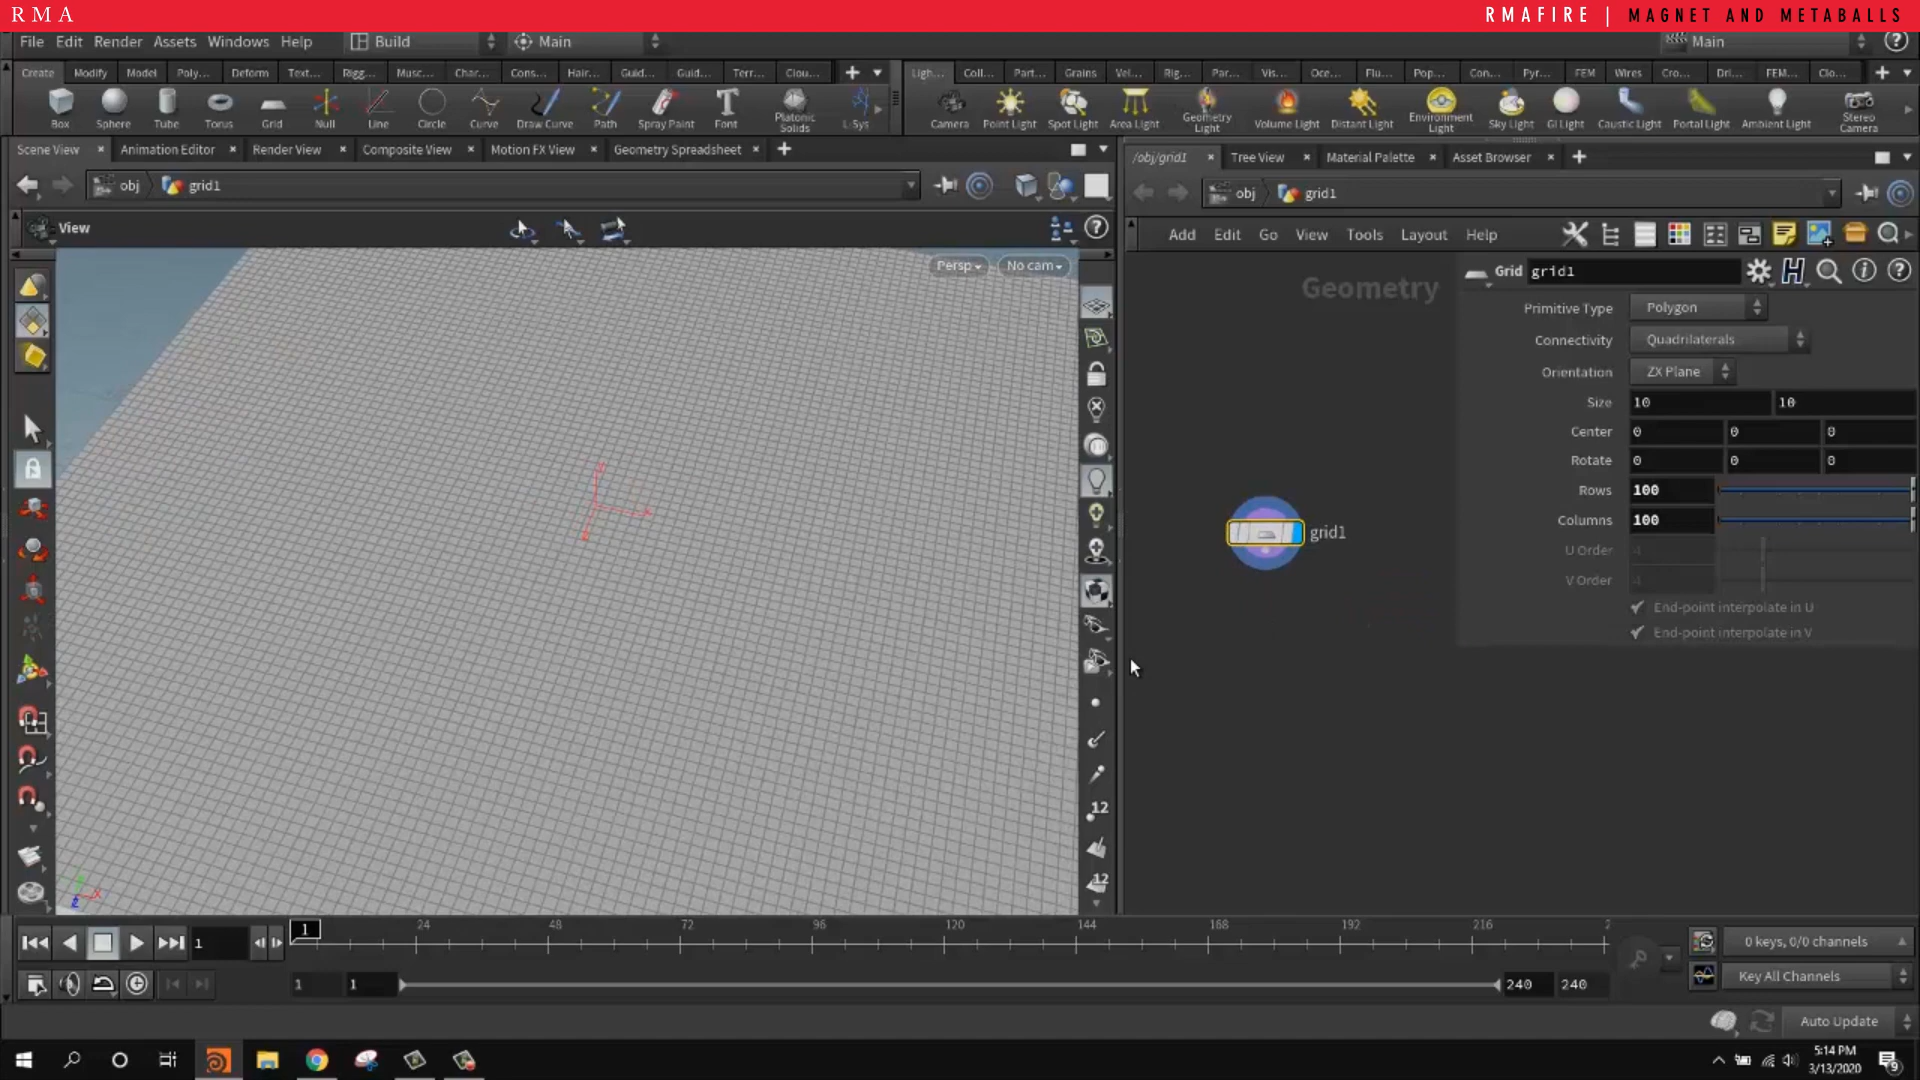 RMA
RMAFIRE | MAGNET AND METABALLS
File Edit Render Assets Windows Help Build Main
Main
Create Modify Model Poly... Deform Text... Rigg... Musc... Char... Cons... Hair... Guid... Guid... Terr... Clou...
Ligh... Coll... Part... Grains Vel... Rig... Par... Vis... Oce... Flu... Pop... Con... Pyr... FEM Wires Cro... Dri... FEM... Clo...
Box Sphere Tube Torus Grid Null Line Circle Curve Draw Curve Path Spray Paint Font Platonic Solids L-Sys
Camera Point Light Spot Light Area Light Geometry Light Volume Light Distant Light Environment Light Sky Light GI Light Caustic Light Portal Light Ambient Light Stereo Camera
Scene View Animation Editor Render View Composite View Motion FX View Geometry Spreadsheet
/obj/grid1 Tree View Material Palette Asset Browser
obj grid1
obj grid1
View
Add Edit Go View Tools Layout Help
Persp No cam
Geometry
Grid grid1
Primitive Type Polygon
Connectivity Quadrilaterals
Orientation ZX Plane
Size 10 10
Center 0 0 0
Rotate 0 0 0
Rows 100
Columns 100
U Order 4
V Order 4
End-point interpolate in U
End-point interpolate in V
grid1
12
12
1 1 24 48 72 96 120 144 168 192 216 2
0 keys, 0/0 channels
1 1 240 240
Key All Channels
Auto Update
5:14 PM
3/13/2020
9